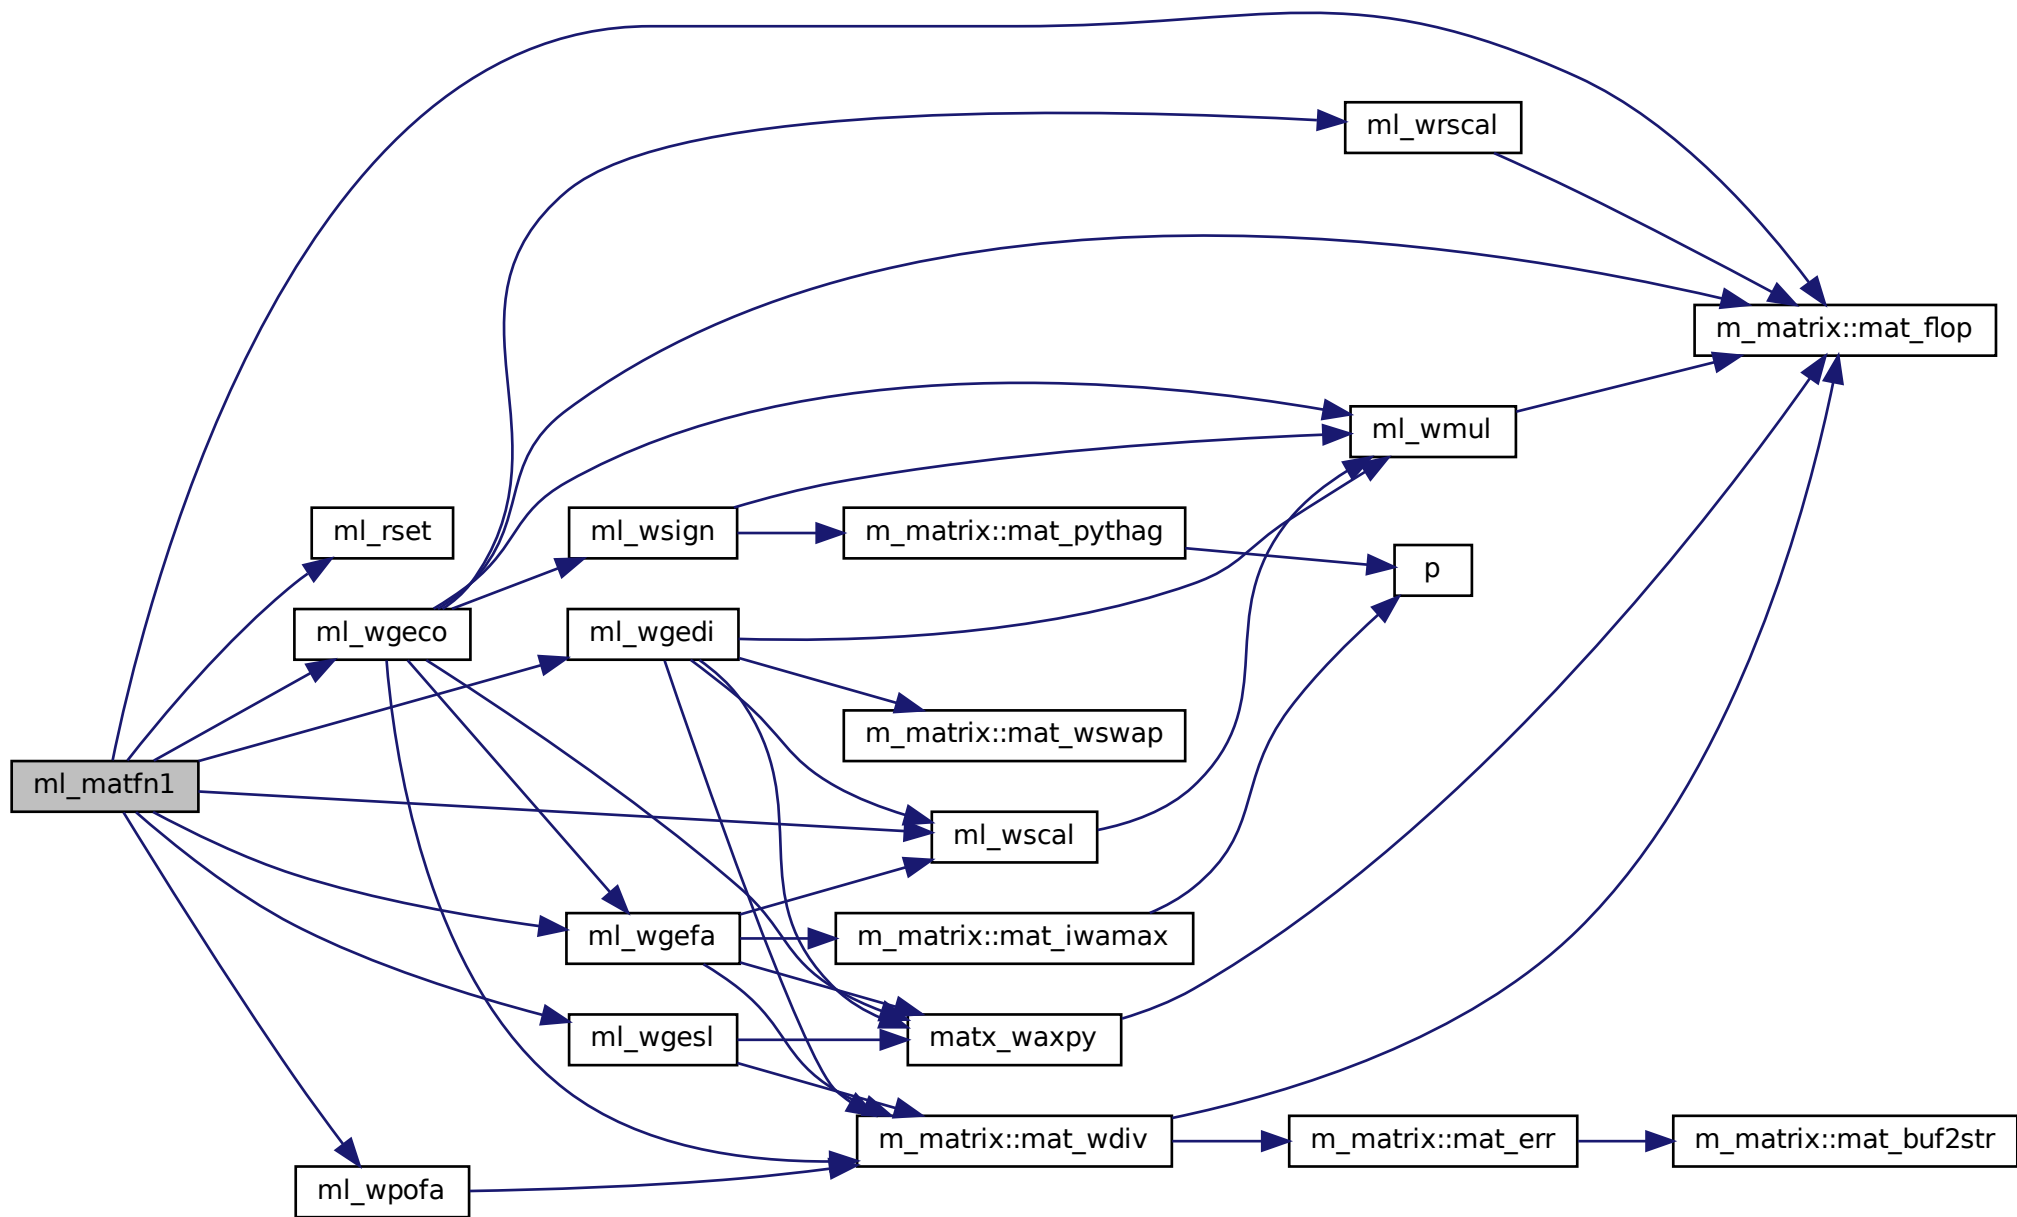 ml_wrscal
m_matrix::mat_flop
ml_wmul
ml_rset
ml_wsign
m_matrix::mat_pythag
p
ml_wgeco
ml_wgedi
m_matrix::mat_wswap
ml_matfn1
ml_wscal
ml_wgefa
m_matrix::mat_iwamax
ml_wgesl
matx_waxpy
m_matrix::mat_wdiv
m_matrix::mat_err
m_matrix::mat_buf2str
ml_wpofa